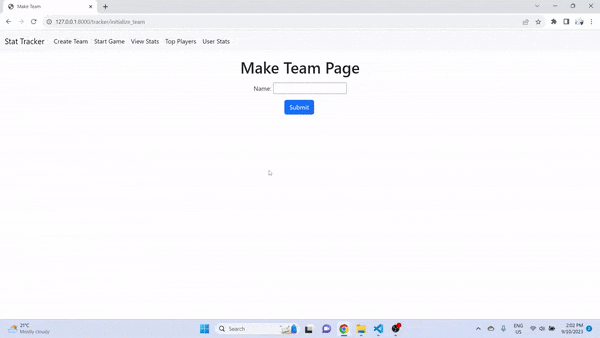 Make Team
127.0.0.1:8000/tracker/initialize_team
Stat Tracker Create Team Start Game View Stats Top Players User Stats
Make Team Page
Name:
Submit
21°C
Mostly cloudy
Search
ENG
US
2:02 PM
9/10/2023